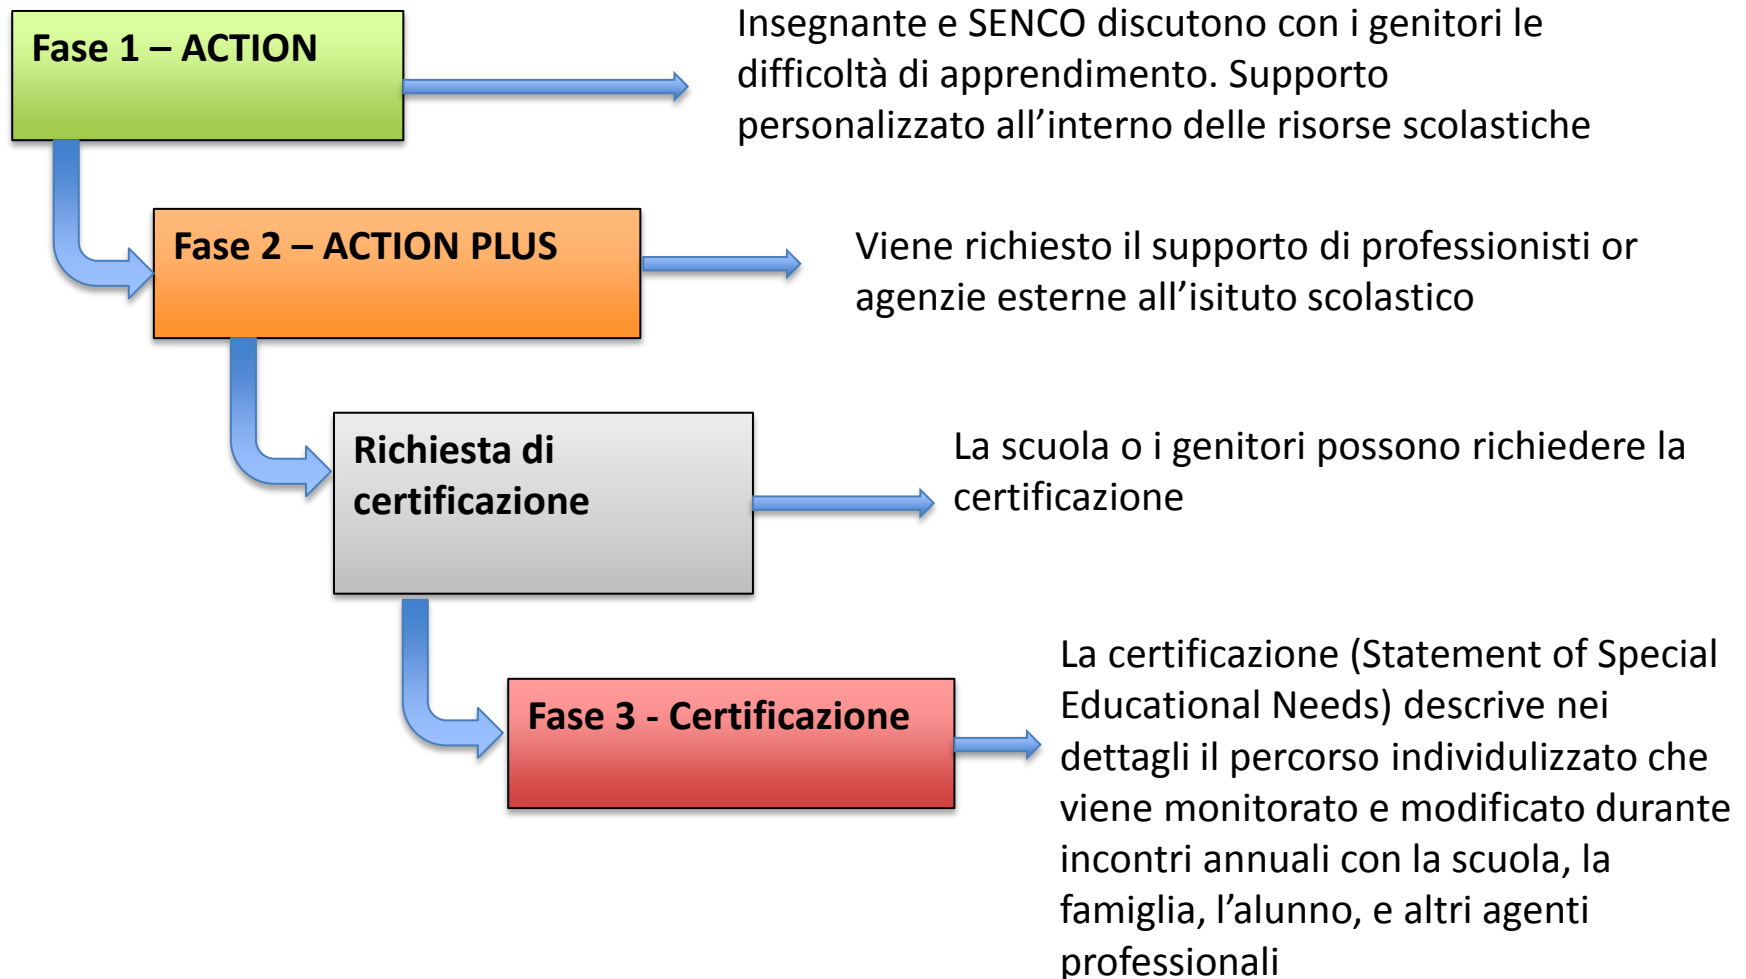 Fase 1 – ACTION
Insegnante e SENCO discutono con i genitori le
difficoltà di apprendimento. Supporto
personalizzato all’interno delle risorse scolastiche
Fase 2 – ACTION PLUS
Viene richiesto il supporto di professionisti or
agenzie esterne all’isituto scolastico
Richiesta di
certificazione
La scuola o i genitori possono richiedere la
certificazione
Fase 3 - Certificazione
La certificazione (Statement of Special
Educational Needs) descrive nei
dettagli il percorso individulizzato che
viene monitorato e modificato durante
incontri annuali con la scuola, la
famiglia, l’alunno, e altri agenti
professionali